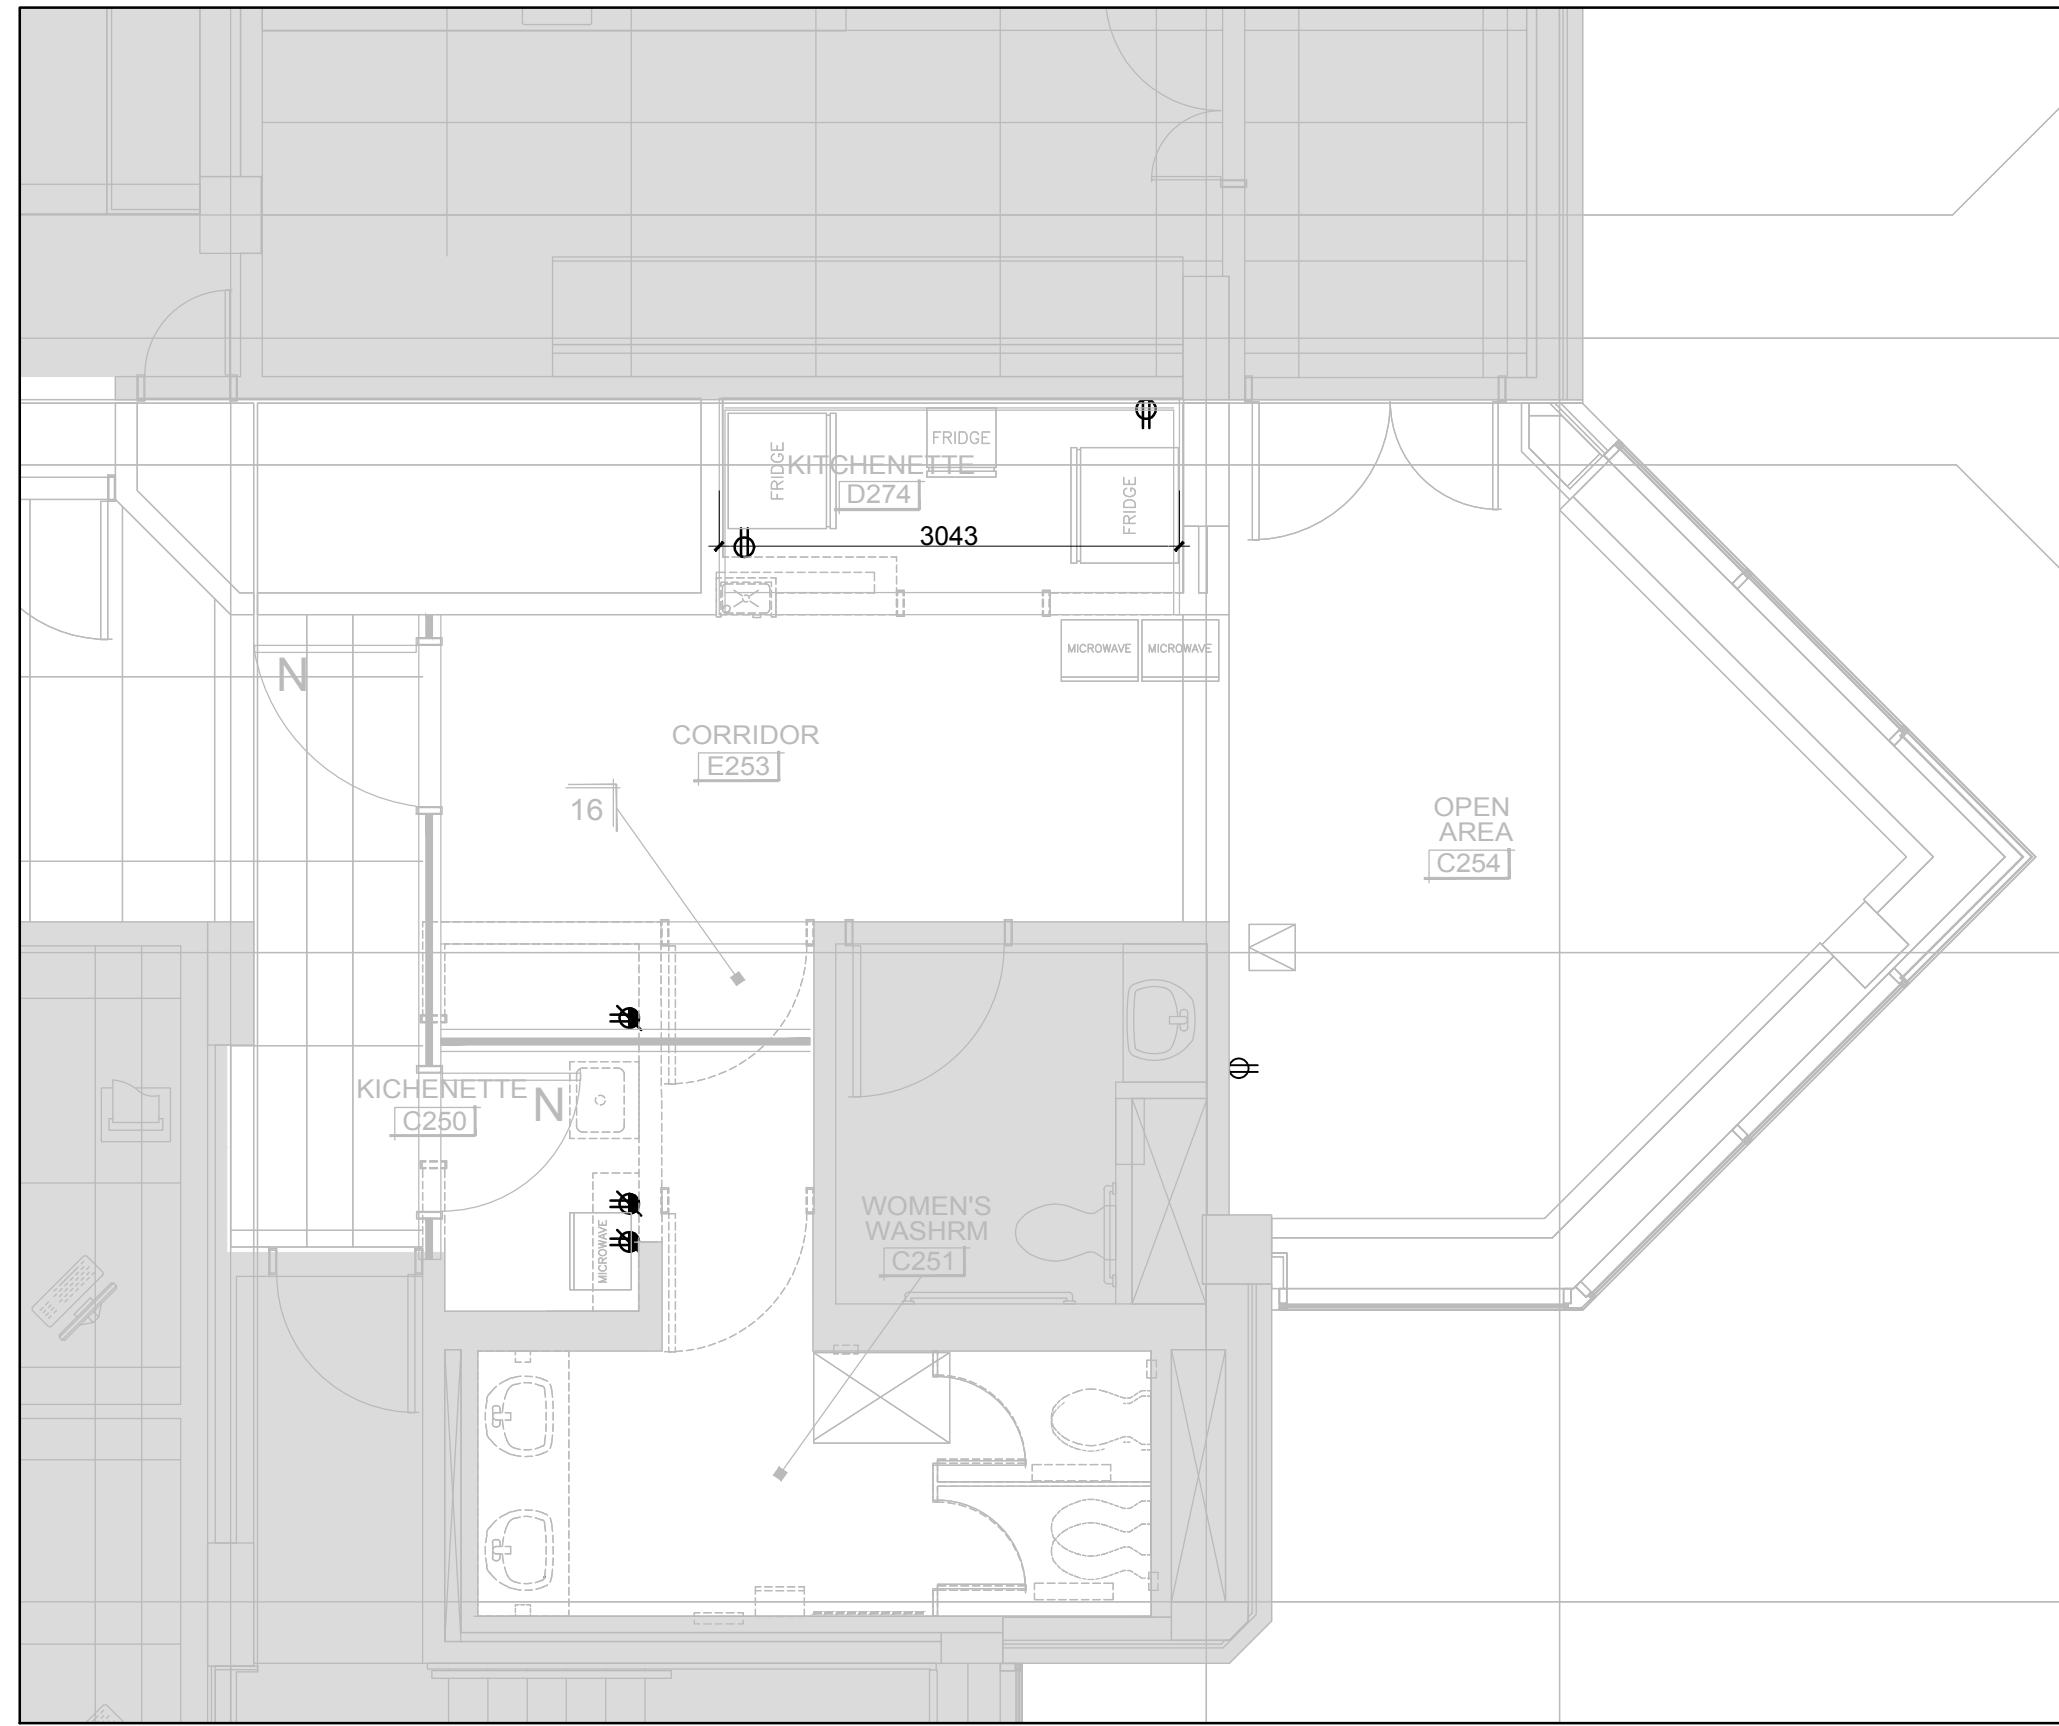 FRIDGE
FRIDGE
KITCHENETTE
D274
FRIDGE
3043
N
MICROWAVE
MICROWAVE
CORRIDOR
E253
16
OPEN
AREA
C254
KICHENETTE
C250
N
WOMEN'S
WASHRM
C251
MICROWAVE